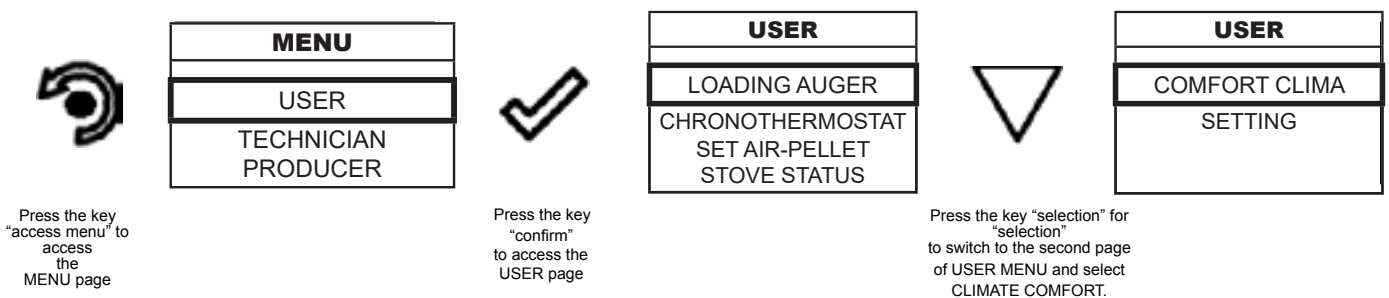 MENU
USER
TECHNICIAN
PRODUCER
Press the key
“access menu” to
access
the
MENU page
Press the key
“confirm”
to access the
USER page
USER
LOADING AUGER
CHRONOTHERMOSTAT
SET AIR-PELLET
STOVE STATUS
Press the key “selection” for
“selection”
to switch to the second page
of USER MENU and select
CLIMATE COMFORT.
USER
COMFORT CLIMA
SETTING